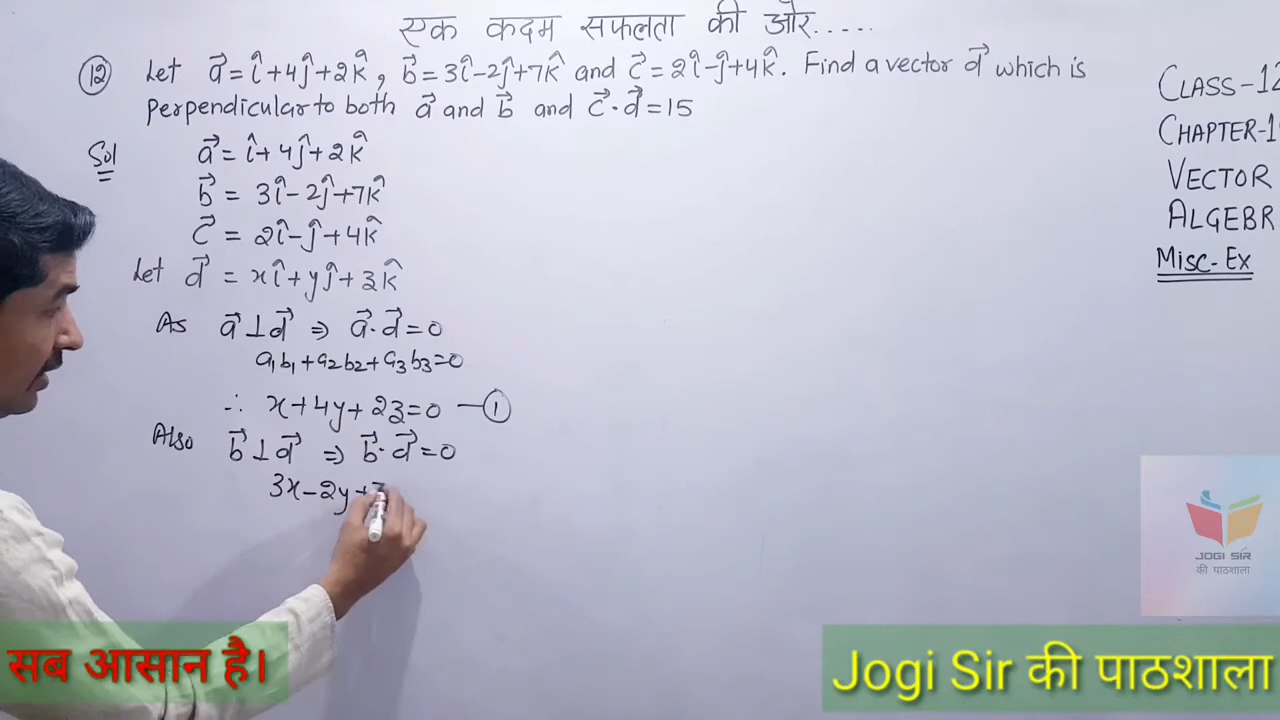 एक कदम सफलता की ओर.....
(12) Let a⃗ = î + 4ĵ + 2k̂, b⃗ = 3î - 2ĵ + 7k̂ and c⃗ = 2î - ĵ + 4k̂. Find a vector d⃗ which is
perpendicular to both a⃗ and b⃗ and c⃗ · d⃗ = 15
Sol a⃗ = î + 4ĵ + 2k̂
b⃗ = 3î - 2ĵ + 7k̂
c⃗ = 2î - ĵ + 4k̂
Let d⃗ = xî + yĵ + zk̂
As a⃗ ⊥ d⃗ ⇒ a⃗ · d⃗ = 0
a₁b₁ + a₂b₂ + a₃b₃ = 0
∴ x + 4y + 2z = 0 — (1)
Also b⃗ ⊥ d⃗ ⇒ b⃗ · d⃗ = 0
3x - 2y + 7
CLASS-12
CHAPTER-1
VECTOR
ALGEBR
Misc-Ex
JOGI SIR
की पाठशाला
सब आसान है।
Jogi Sir की पाठशाला